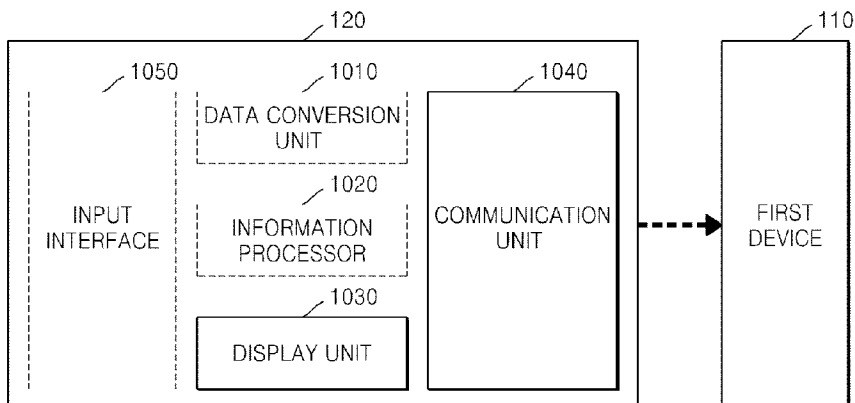 120
110
1050
1010
1040
DATA CONVERSION
UNIT
1020
INPUT
INTERFACE
INFORMATION
PROCESSOR
COMMUNICATION
UNIT
FIRST
DEVICE
1030
DISPLAY UNIT